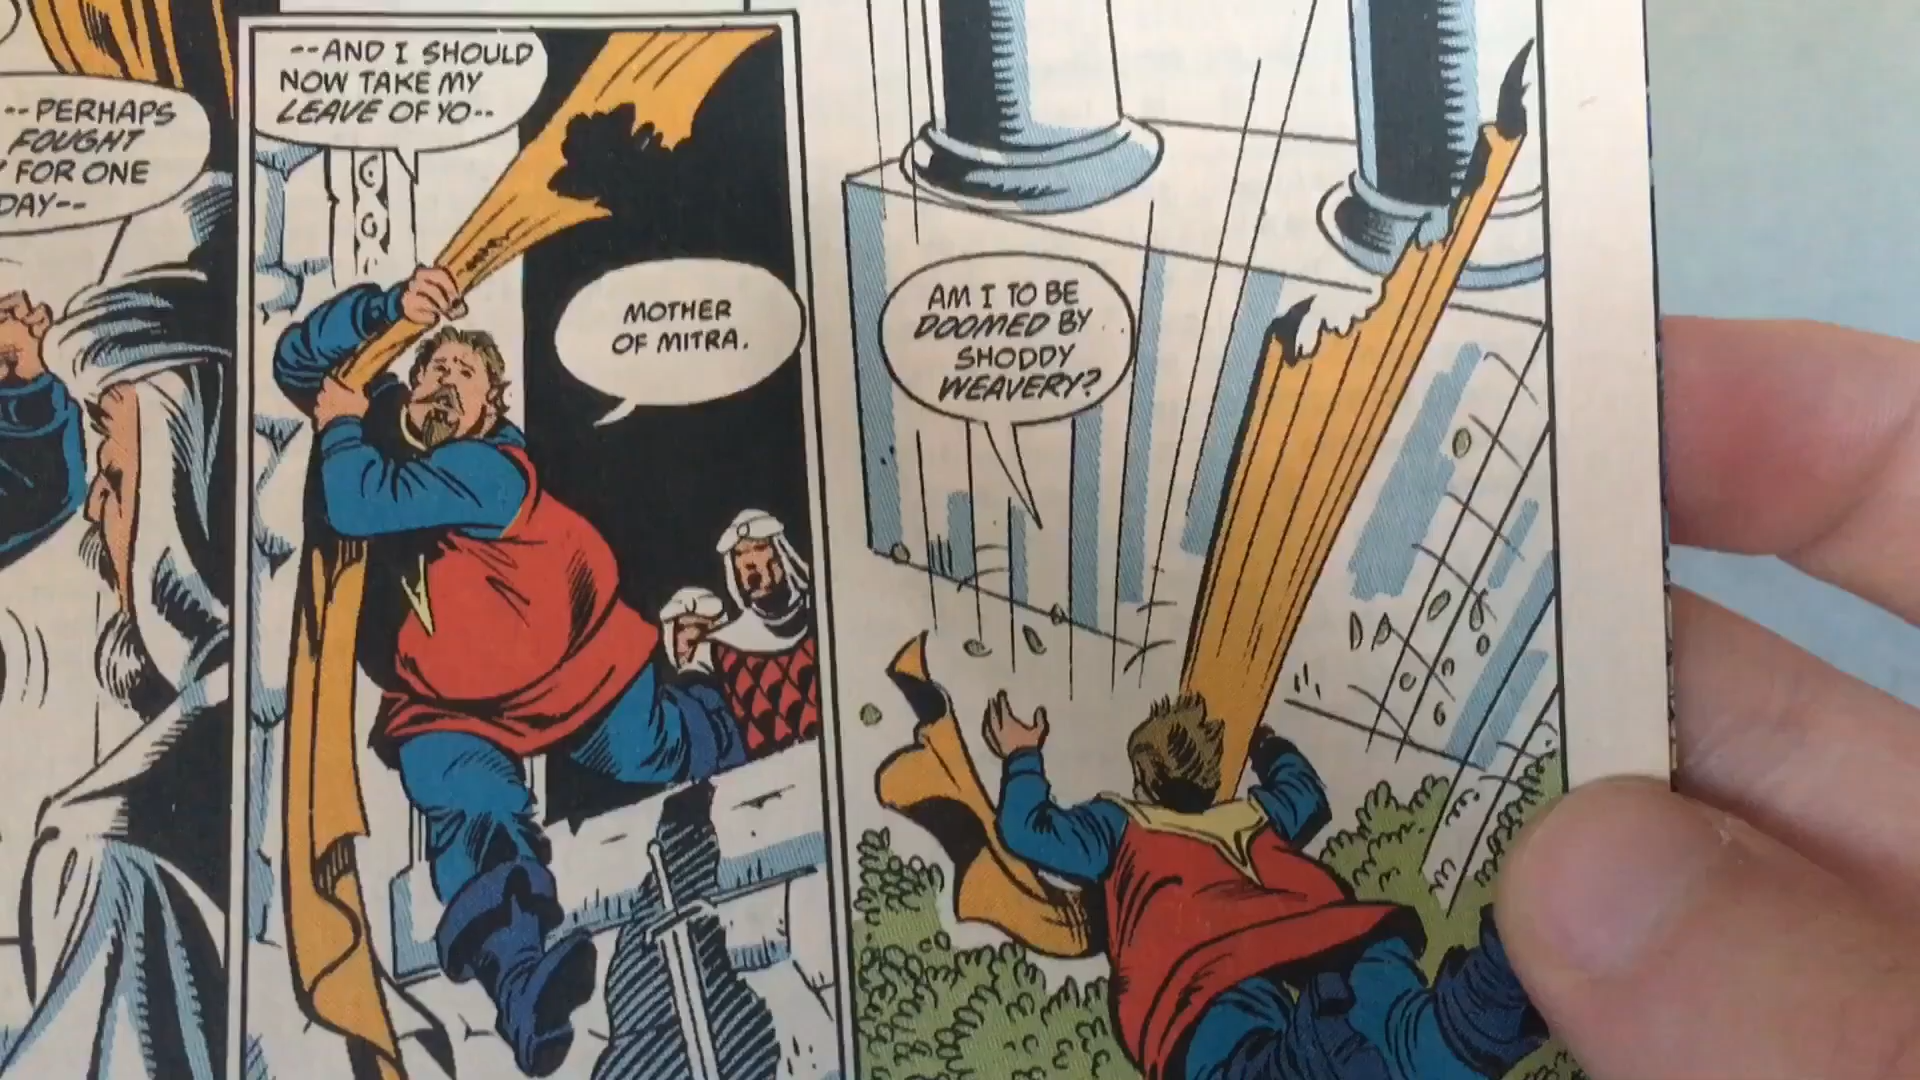 --PERHAPS
FOUGHT
FOR ONE
DAY--
--AND I SHOULD
NOW TAKE MY
LEAVE OF YO--
MOTHER
OF MITRA.
AM I TO BE
DOOMED BY
SHODDY
WEAVERY?